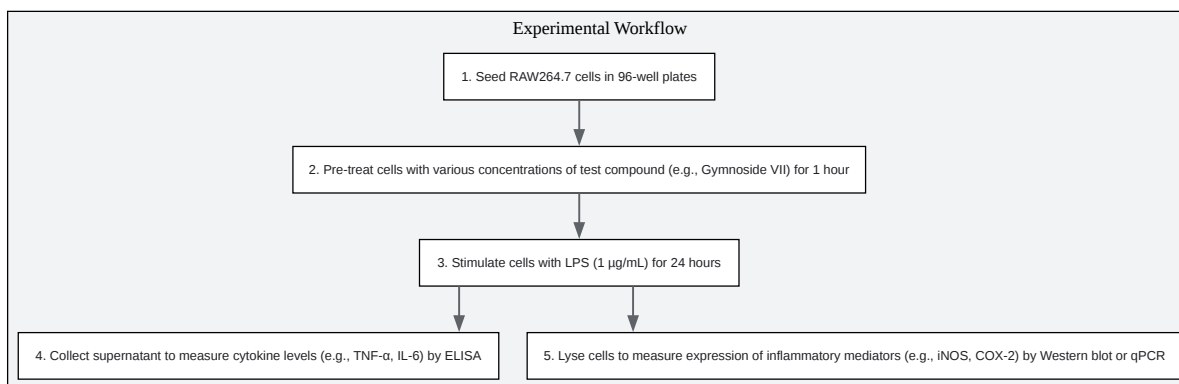 Experimental Workflow
1. Seed RAW264.7 cells in 96-well plates
2. Pre-treat cells with various concentrations of test compound (e.g., Gymnoside VII) for 1 hour
3. Stimulate cells with LPS (1 µg/mL) for 24 hours
4. Collect supernatant to measure cytokine levels (e.g., TNF-α, IL-6) by ELISA
5. Lyse cells to measure expression of inflammatory mediators (e.g., iNOS, COX-2) by Western blot or qPCR